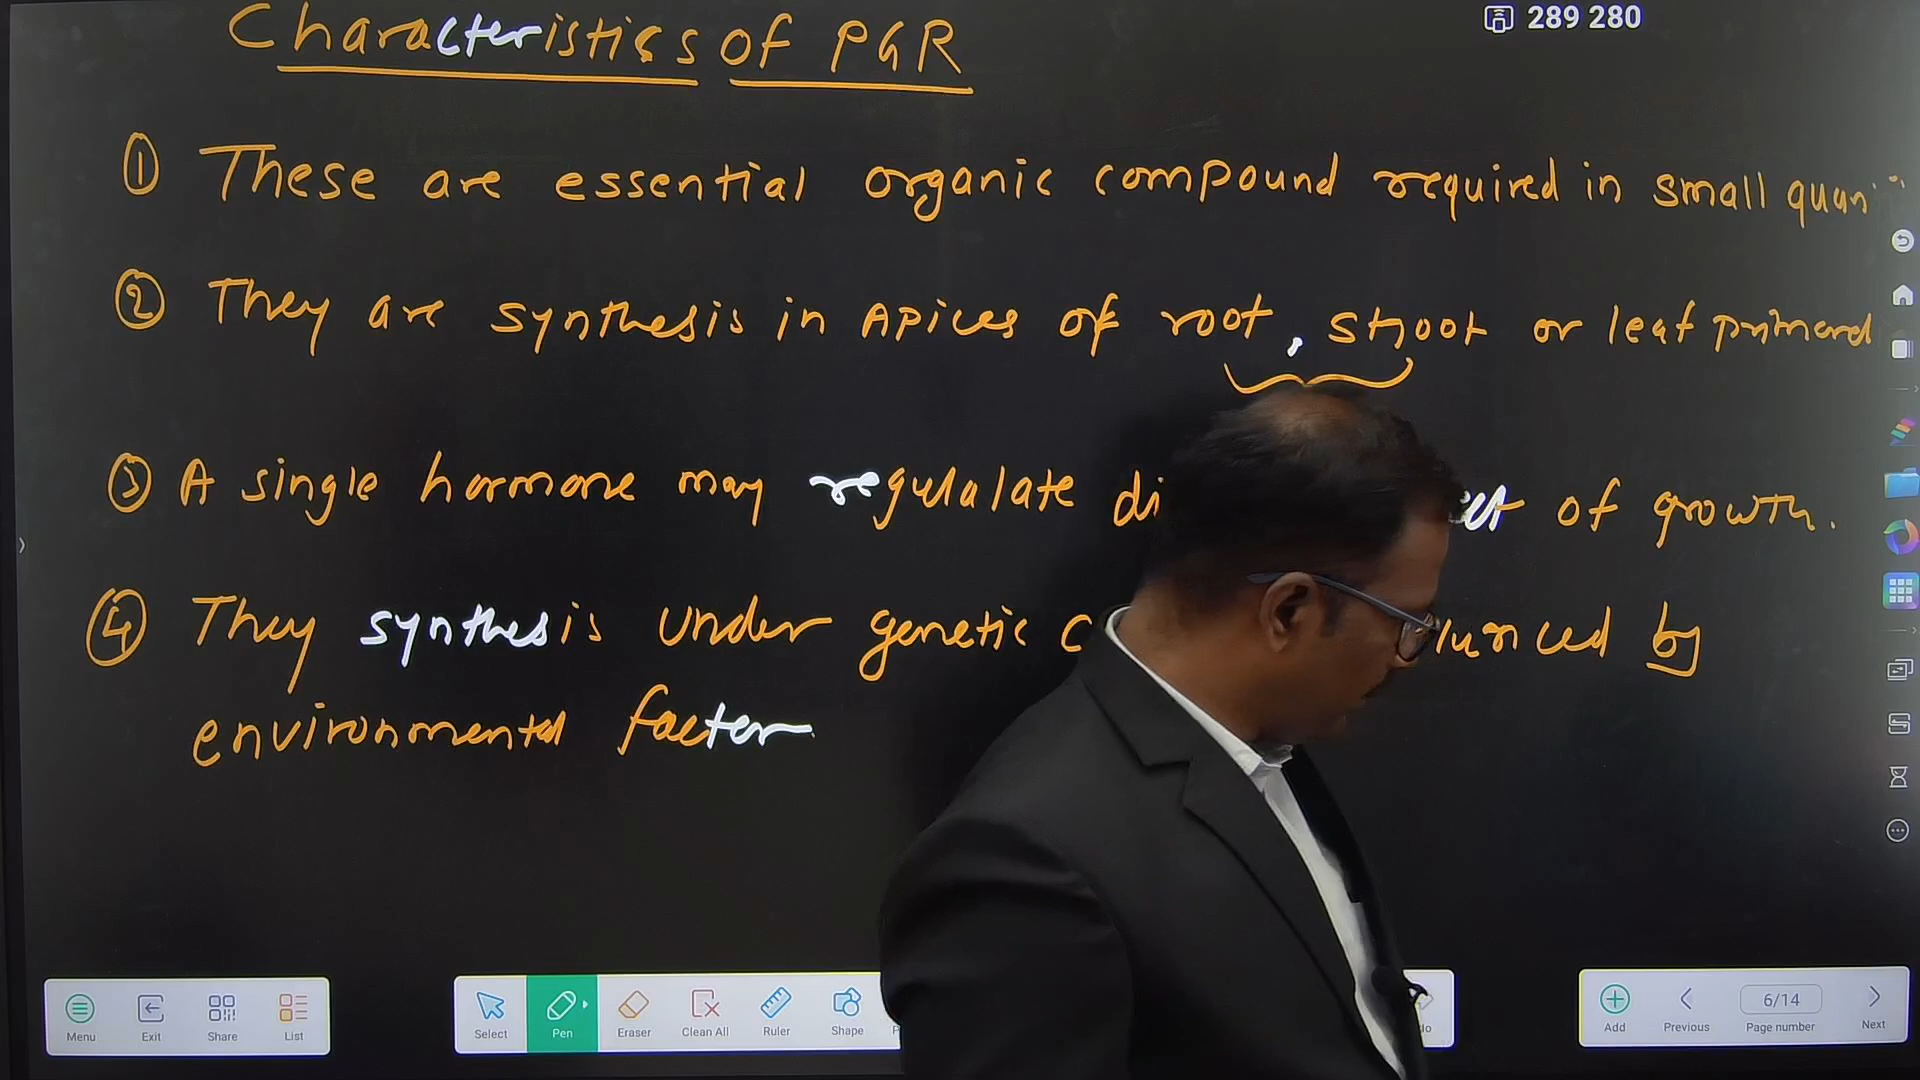 Characteristics of PGR
289 280
① These are essential organic compound required in small quan
② They are synthesis in Apices of root, shoot or leaf primord
③ A single hormone may regulalate of growth.
④ They synthesis under genetic by
environmental facter
Menu Exit Share List Select Pen Eraser Clean All Ruler Shape Add Previous 6/14 Page number Next